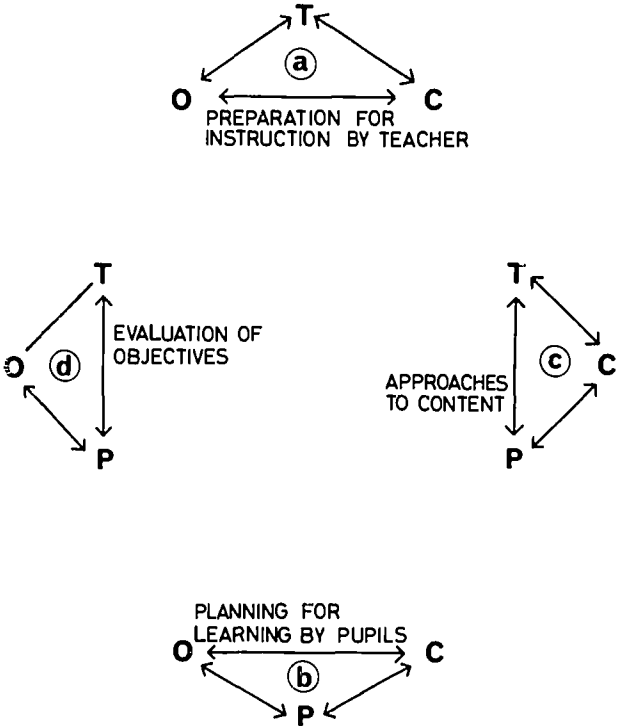 T
a
O C
PREPARATION FOR
INSTRUCTION BY TEACHER
T
EVALUATION OF
OBJECTIVES
O d
P
T
c C
APPROACHES
TO CONTENT
P
PLANNING FOR
LEARNING BY PUPILS
O C
b
P